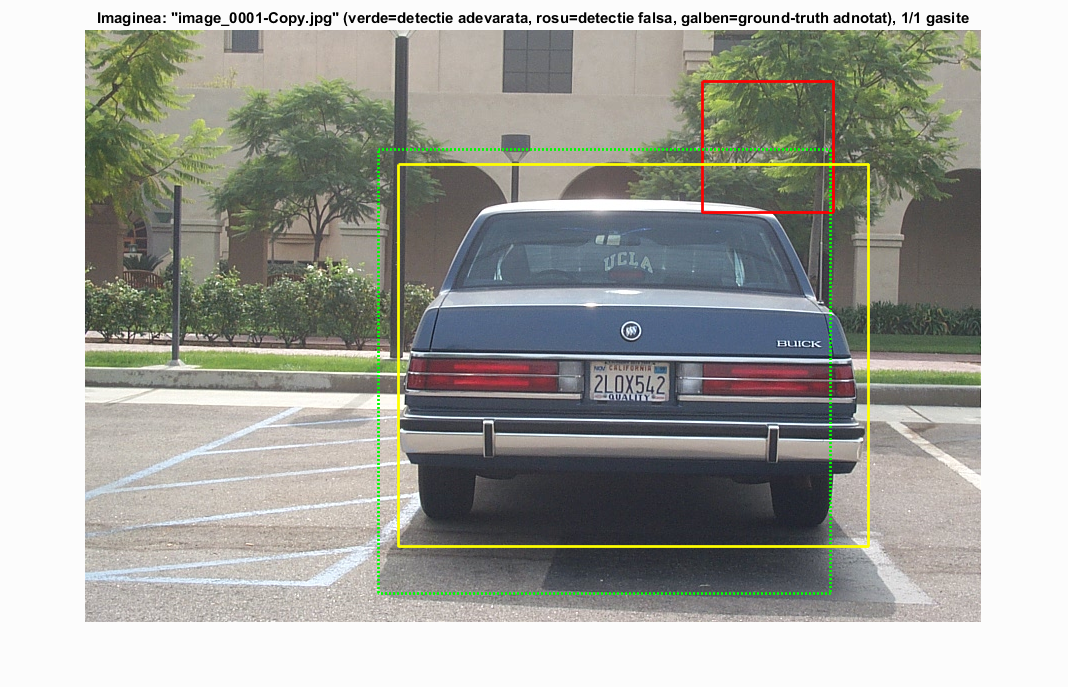 Imaginea: "image_0001-Copy.jpg" (verde=detectie adevarata, rosu=detectie falsa, galben=ground-truth adnotat), 1/1 gasite
UCLA
BUICK
NOV CALIFORNIA
2LOX542
QUALITY